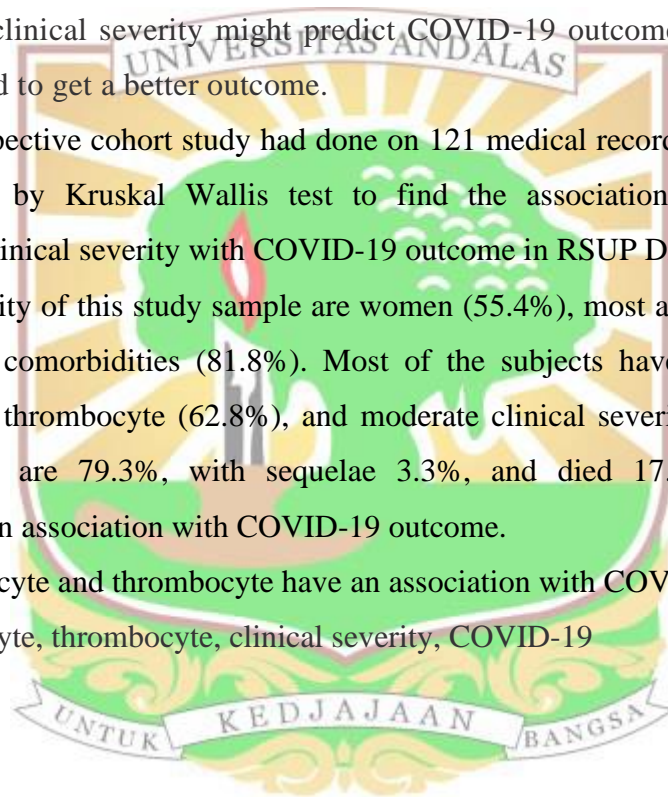 clinical severity might predict COVID-19 outcome
UNIVERSITAS ANDALAS
d to get a better outcome.
pective cohort study had done on 121 medical record
by Kruskal Wallis test to find the association
linical severity with COVID-19 outcome in RSUP D
ity of this study sample are women (55.4%), most a
comorbidities (81.8%). Most of the subjects have
thrombocyte (62.8%), and moderate clinical severi
are 79.3%, with sequelae 3.3%, and died 17.
n association with COVID-19 outcome.
cyte and thrombocyte have an association with COV
yte, thrombocyte, clinical severity, COVID-19
UNTUK KEDJAJAAN BANGSA